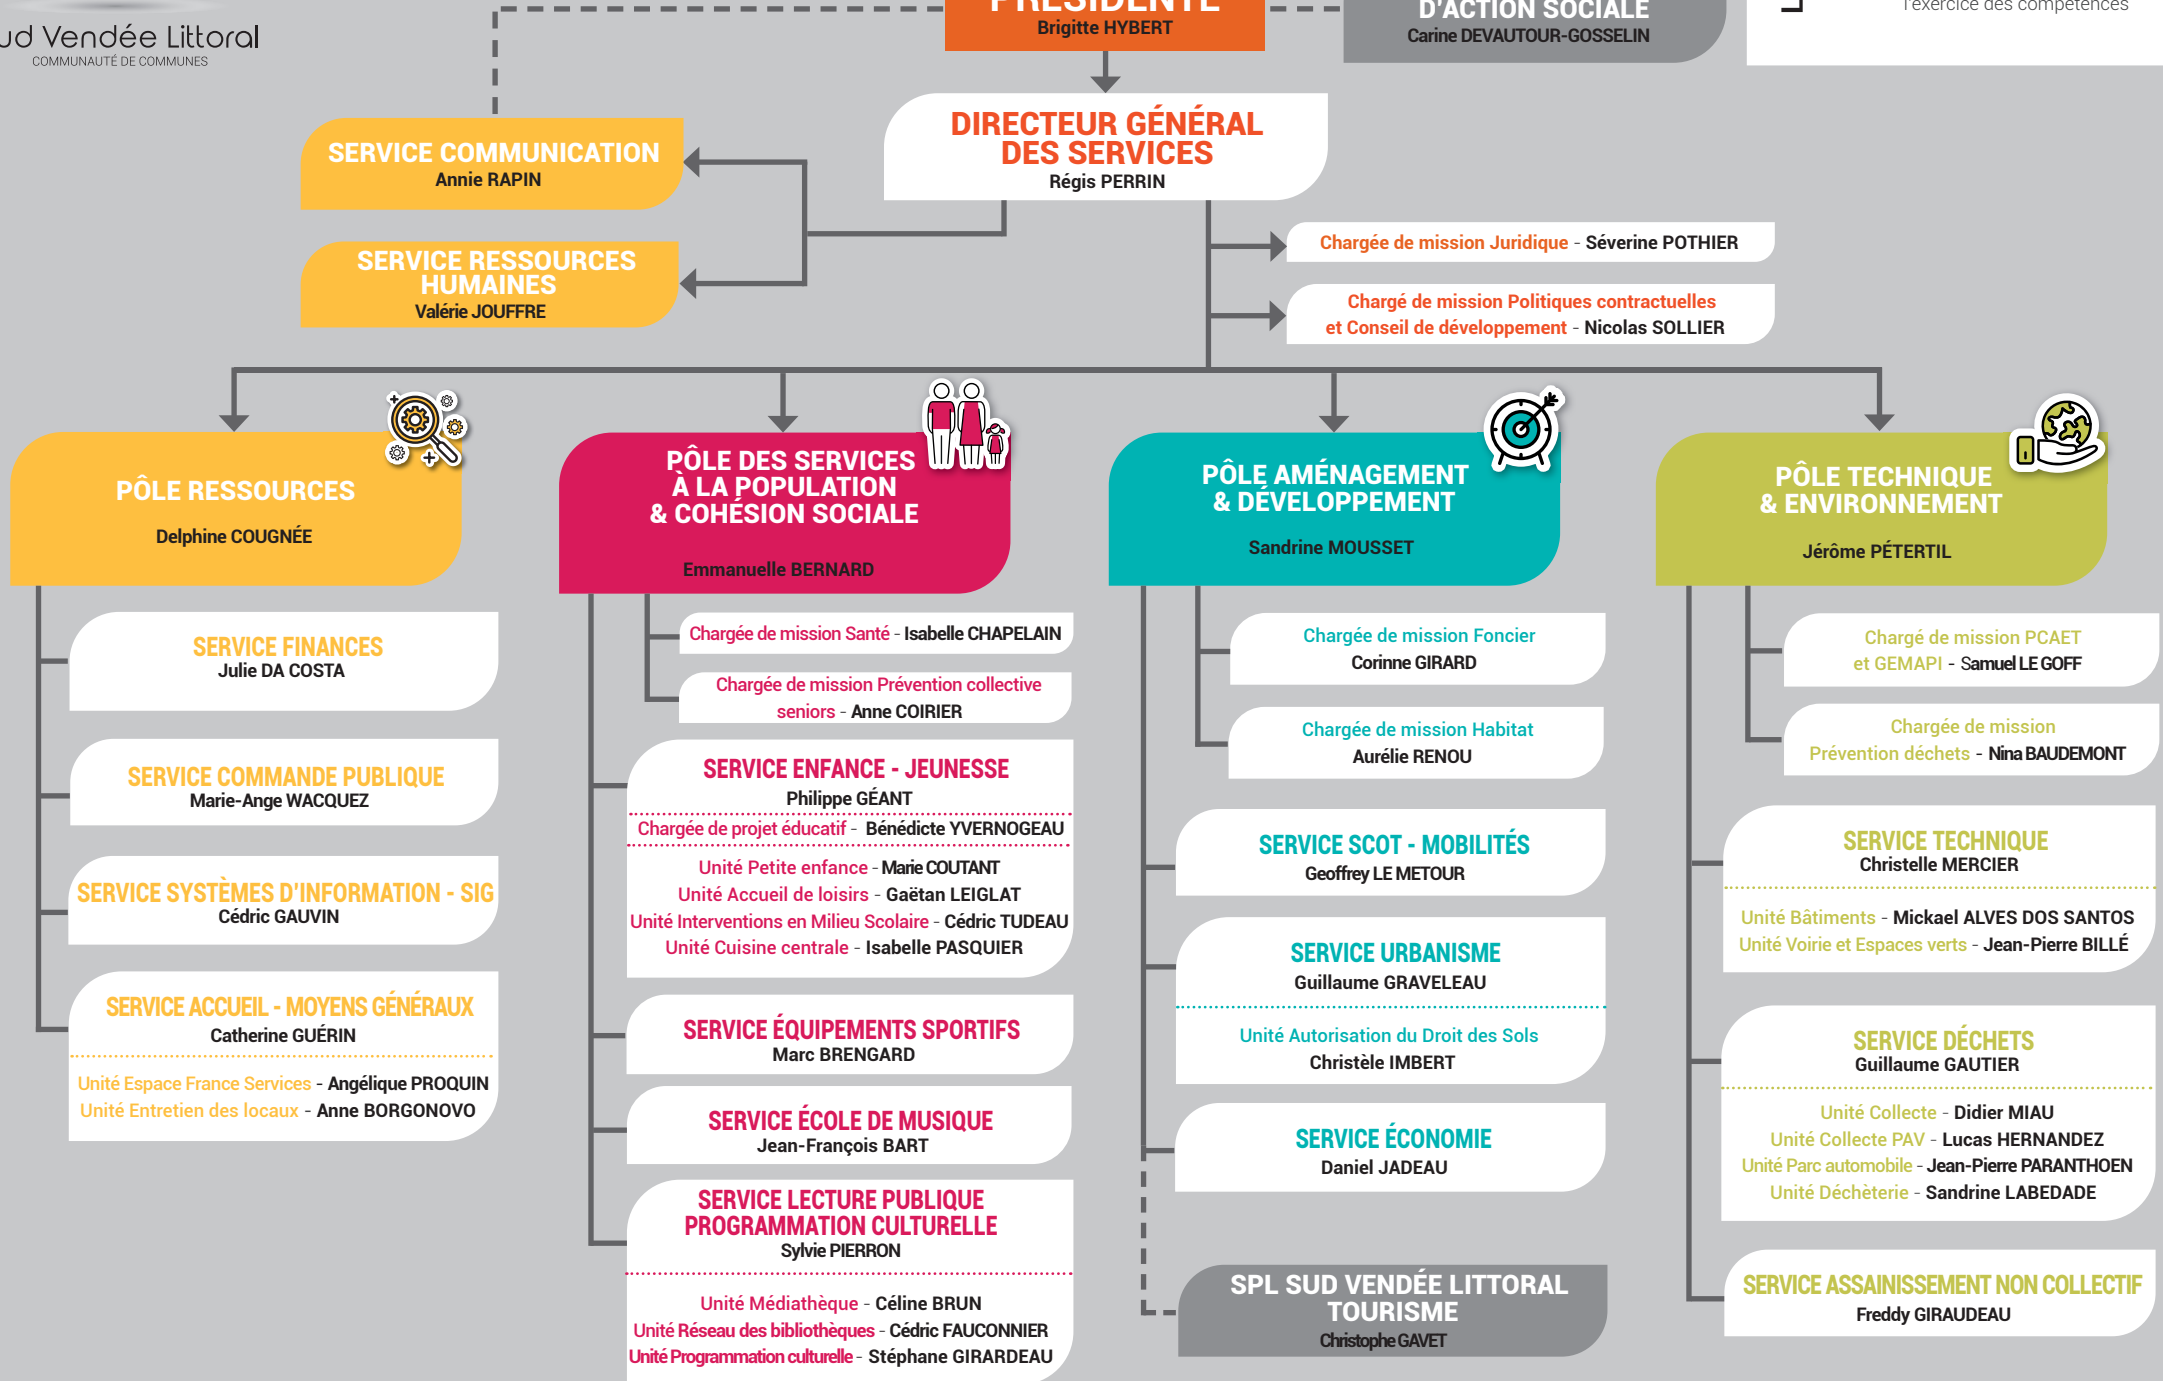 ud Vendée Littoral
COMMUNAUTÉ DE COMMUNES
PRÉSIDENTE
Brigitte HYBERT
D'ACTION SOCIALE
Carine DEVAUTOUR-GOSSELIN
l'exercice des compétences
DIRECTEUR GÉNÉRAL
DES SERVICES
Régis PERRIN
SERVICE COMMUNICATION
Annie RAPIN
SERVICE RESSOURCES
HUMAINES
Valérie JOUFFRE
Chargée de mission Juridique - Séverine POTHIER
Chargé de mission Politiques contractuelles
et Conseil de développement - Nicolas SOLLIER
PÔLE RESSOURCES
Delphine COUGNÉE
SERVICE FINANCES
Julie DA COSTA
SERVICE COMMANDE PUBLIQUE
Marie-Ange WACQUEZ
SERVICE SYSTÈMES D'INFORMATION - SIG
Cédric GAUVIN
SERVICE ACCUEIL - MOYENS GÉNÉRAUX
Catherine GUÉRIN
Unité Espace France Services - Angélique PROQUIN
Unité Entretien des locaux - Anne BORGONOVO
PÔLE DES SERVICES
À LA POPULATION
& COHÉSION SOCIALE
Emmanuelle BERNARD
Chargée de mission Santé - Isabelle CHAPELAIN
Chargée de mission Prévention collective
seniors - Anne COIRIER
SERVICE ENFANCE - JEUNESSE
Philippe GÉANT
Chargée de projet éducatif - Bénédicte YVERNOGEAU
Unité Petite enfance - Marie COUTANT
Unité Accueil de loisirs - Gaëtan LEIGLAT
Unité Interventions en Milieu Scolaire - Cédric TUDEAU
Unité Cuisine centrale - Isabelle PASQUIER
SERVICE ÉQUIPEMENTS SPORTIFS
Marc BRENGARD
SERVICE ÉCOLE DE MUSIQUE
Jean-François BART
SERVICE LECTURE PUBLIQUE
PROGRAMMATION CULTURELLE
Sylvie PIERRON
Unité Médiathèque - Céline BRUN
Unité Réseau des bibliothèques - Cédric FAUCONNIER
Unité Programmation culturelle - Stéphane GIRARDEAU
PÔLE AMÉNAGEMENT
& DÉVELOPPEMENT
Sandrine MOUSSET
Chargée de mission Foncier
Corinne GIRARD
Chargée de mission Habitat
Aurélie RENOU
SERVICE SCOT - MOBILITÉS
Geoffrey LE METOUR
SERVICE URBANISME
Guillaume GRAVELEAU
Unité Autorisation du Droit des Sols
Christèle IMBERT
SERVICE ÉCONOMIE
Daniel JADEAU
SPL SUD VENDÉE LITTORAL
TOURISME
Christophe GAVET
PÔLE TECHNIQUE
& ENVIRONNEMENT
Jérôme PÉTERTIL
Chargé de mission PCAET
et GEMAPI - Samuel LE GOFF
Chargée de mission
Prévention déchets - Nina BAUDEMONT
SERVICE TECHNIQUE
Christelle MERCIER
Unité Bâtiments - Mickael ALVES DOS SANTOS
Unité Voirie et Espaces verts - Jean-Pierre BILLÉ
SERVICE DÉCHETS
Guillaume GAUTIER
Unité Collecte - Didier MIAU
Unité Collecte PAV - Lucas HERNANDEZ
Unité Parc automobile - Jean-Pierre PARANTHOEN
Unité Déchèterie - Sandrine LABEDADE
SERVICE ASSAINISSEMENT NON COLLECTIF
Freddy GIRAUDEAU